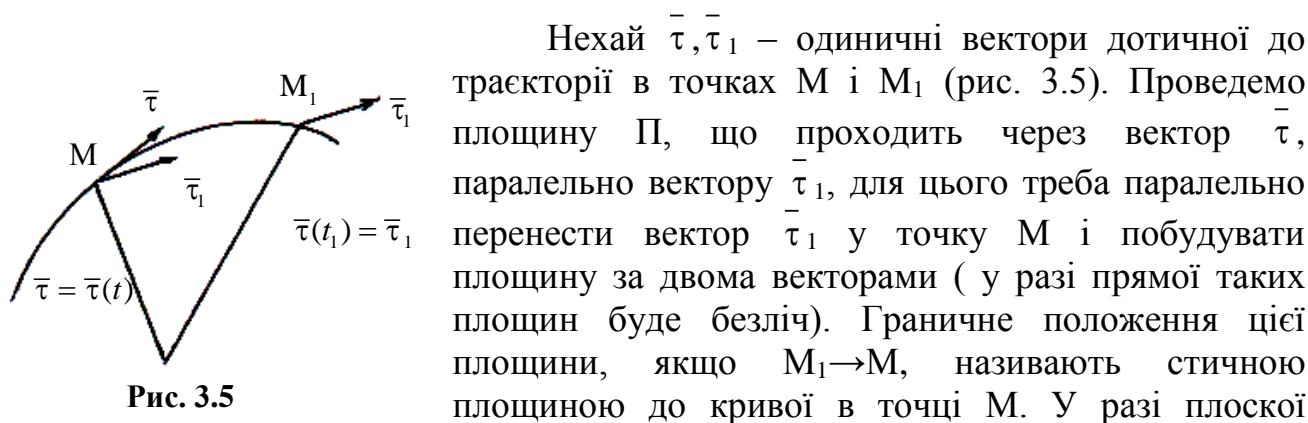 Нехай τ̄, τ̄₁ – одиничні вектори дотичної до
траєкторії в точках М і М₁ (рис. 3.5). Проведемо
площину П, що проходить через вектор τ̄,
паралельно вектору τ̄₁, для цього треба паралельно
перенести вектор τ̄₁ у точку М і побудувати
площину за двома векторами ( у разі прямої таких
площин буде безліч). Граничне положення цієї
площини, якщо М₁→М, називають стичною
площиною до кривої в точці М. У разі плоской
M₁
τ̄
τ̄₁
M
τ̄₁
τ̄(t₁) = τ̄₁
τ̄ = τ̄(t)
Рис. 3.5